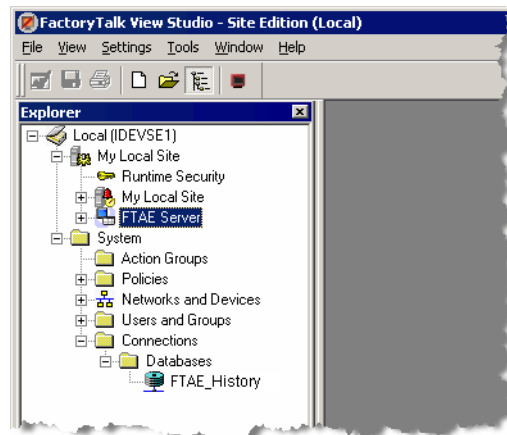 FactoryTalk View Studio - Site Edition (Local)
File View Settings Tools Window Help
Explorer
Local (IDEVSE1)
My Local Site
Runtime Security
My Local Site
FTAE Server
System
Action Groups
Policies
Networks and Devices
Users and Groups
Connections
Databases
FTAE_History